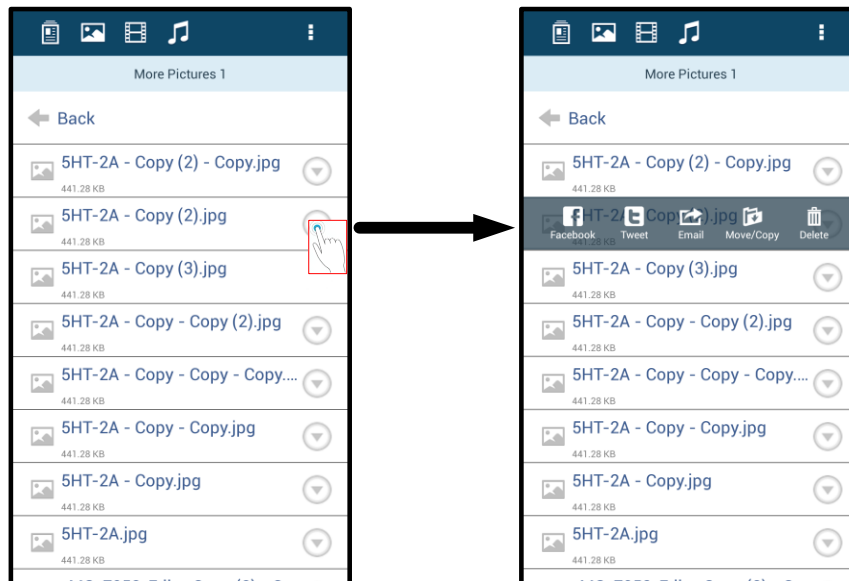 More Pictures 1
Back
5HT-2A - Copy (2) - Copy.jpg
441.28 KB
5HT-2A - Copy (2).jpg
441.28 KB
5HT-2A - Copy (3).jpg
441.28 KB
5HT-2A - Copy - Copy (2).jpg
441.28 KB
5HT-2A - Copy - Copy - Copy....
441.28 KB
5HT-2A - Copy - Copy.jpg
441.28 KB
5HT-2A - Copy.jpg
441.28 KB
5HT-2A.jpg
441.28 KB
More Pictures 1
Back
5HT-2A - Copy (2) - Copy.jpg
441.28 KB
Facebook Tweet Email Move/Copy Delete
5HT-2A - Copy (3).jpg
441.28 KB
5HT-2A - Copy - Copy (2).jpg
441.28 KB
5HT-2A - Copy - Copy - Copy....
441.28 KB
5HT-2A - Copy - Copy.jpg
441.28 KB
5HT-2A - Copy.jpg
441.28 KB
5HT-2A.jpg
441.28 KB